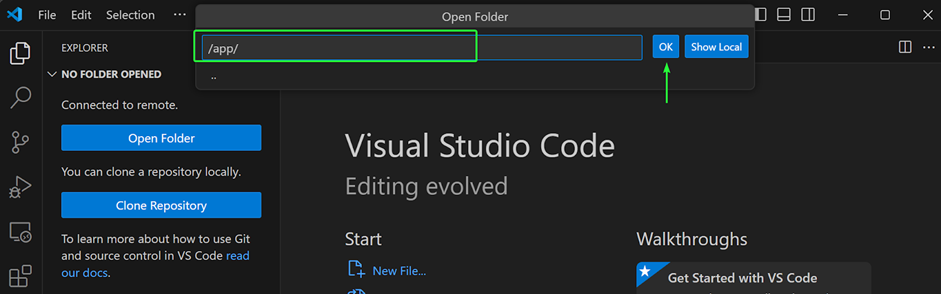 File Edit Selection ···
Open Folder
/app/
OK
Show Local
..
EXPLORER
NO FOLDER OPENED
Connected to remote.
Open Folder
You can clone a repository locally.
Clone Repository
To learn more about how to use Git
and source control in VS Code read
our docs.
Visual Studio Code
Editing evolved
Start
New File...
Walkthroughs
Get Started with VS Code